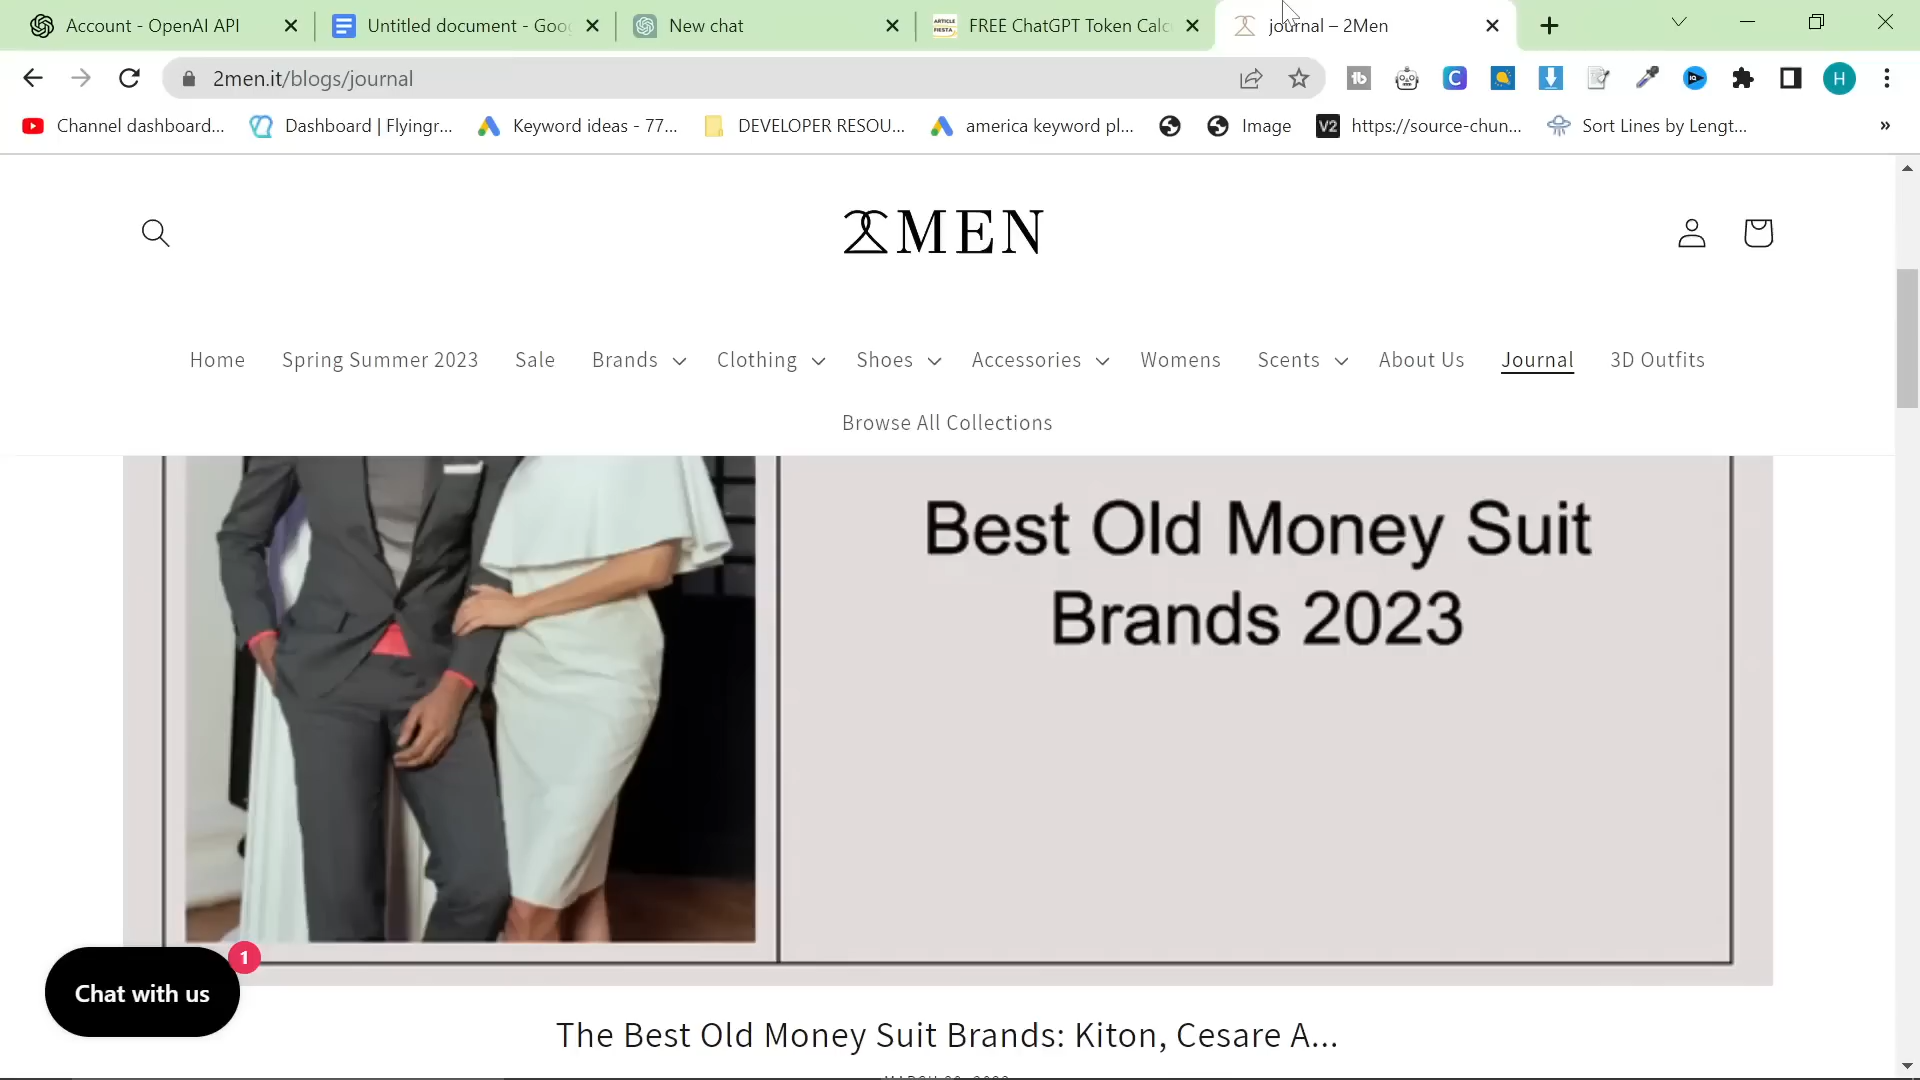 Account - OpenAI API
Untitled document - Goo
New chat
FREE ChatGPT Token Calc
journal – 2Men
2men.it/blogs/journal
H
Channel dashboard...
Dashboard | Flyingr...
Keyword ideas - 77...
DEVELOPER RESOU...
america keyword pl...
Image
https://source-chun...
Sort Lines by Lengt...
»
2MEN
Home
Spring Summer 2023
Sale
Brands
Clothing
Shoes
Accessories
Womens
Scents
About Us
Journal
3D Outfits
Browse All Collections
Best Old Money Suit
Brands 2023
1
Chat with us
The Best Old Money Suit Brands: Kiton, Cesare A...